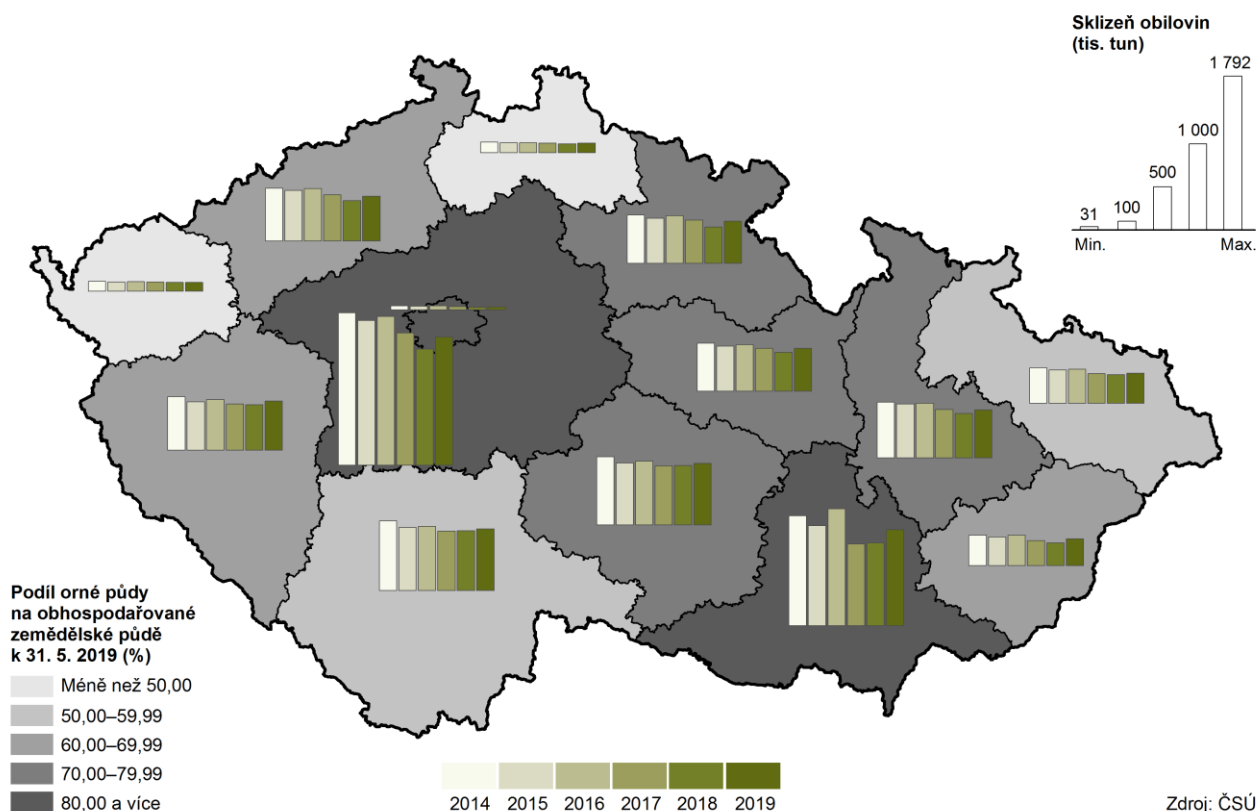 Sklizeň obilovin
(tis. tun)
1 792
1 000
500
100
31
Min.
Max.
Podíl orné půdy
na obhospodařované
zemědělské půdě
k 31. 5. 2019 (%)
Méně než 50,00
50,00–59,99
60,00–69,99
70,00–79,99
80,00 a více
2014 2015 2016 2017 2018 2019
Zdroj: ČSÚ